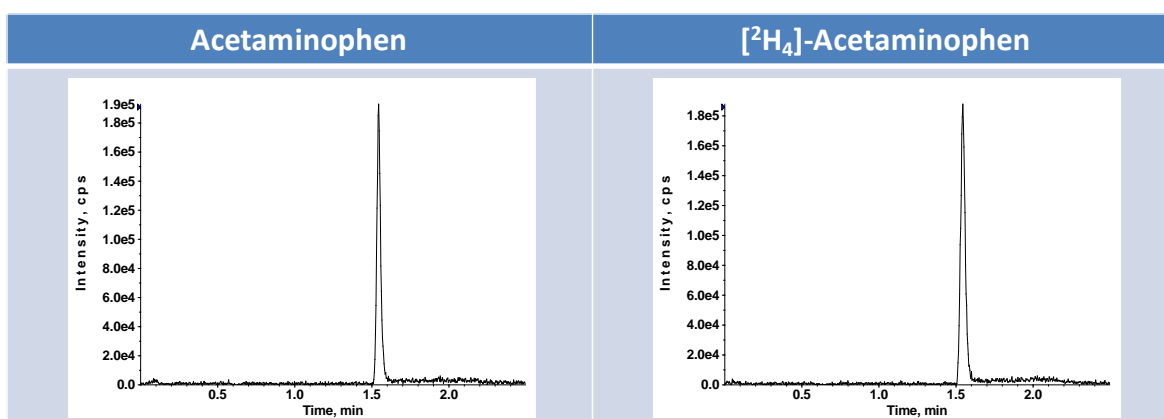 Acetaminophen
[²H₄]-Acetaminophen
1.9e5
1.8e5
1.6e5
1.4e5
1.2e5
1.0e5
8.0e4
6.0e4
4.0e4
2.0e4
0.0
Intensity, cps
0.5 1.0 1.5 2.0
Time, min
1.8e5
1.6e5
1.4e5
1.2e5
1.0e5
8.0e4
6.0e4
4.0e4
2.0e4
0.0
Intensity, cps
0.5 1.0 1.5 2.0
Time, min